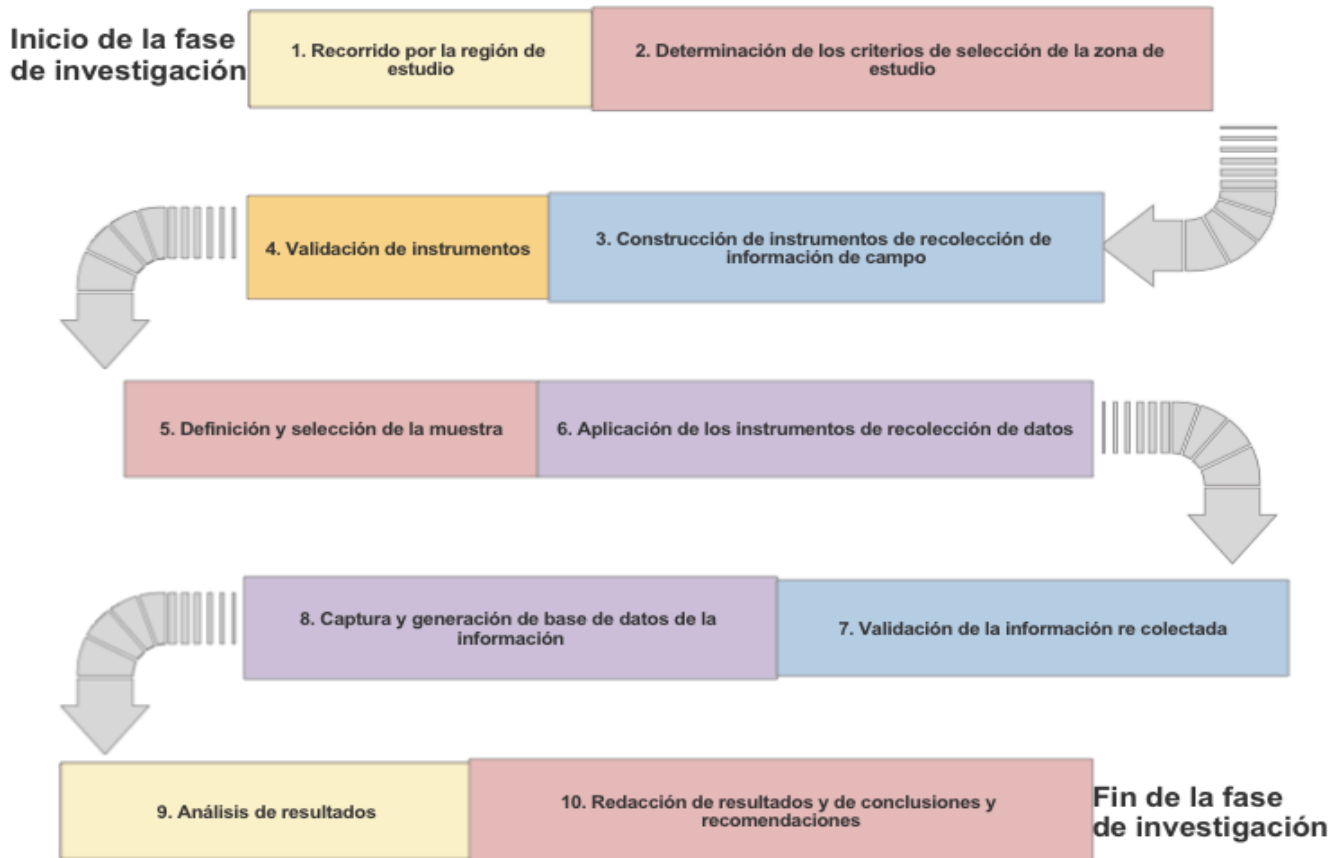 Inicio de la fase
de investigación
1. Recorrido por la región de
estudio
2. Determinación de los criterios de selección de la zona de
estudio
3. Construcción de instrumentos de recolección de
información de campo
4. Validación de instrumentos
5. Definición y selección de la muestra
6. Aplicación de los instrumentos de recolección de datos
7. Validación de la información re colectada
8. Captura y generación de base de datos de la
información
9. Análisis de resultados
10. Redacción de resultados y de conclusiones y
recomendaciones
Fin de la fase
de investigación